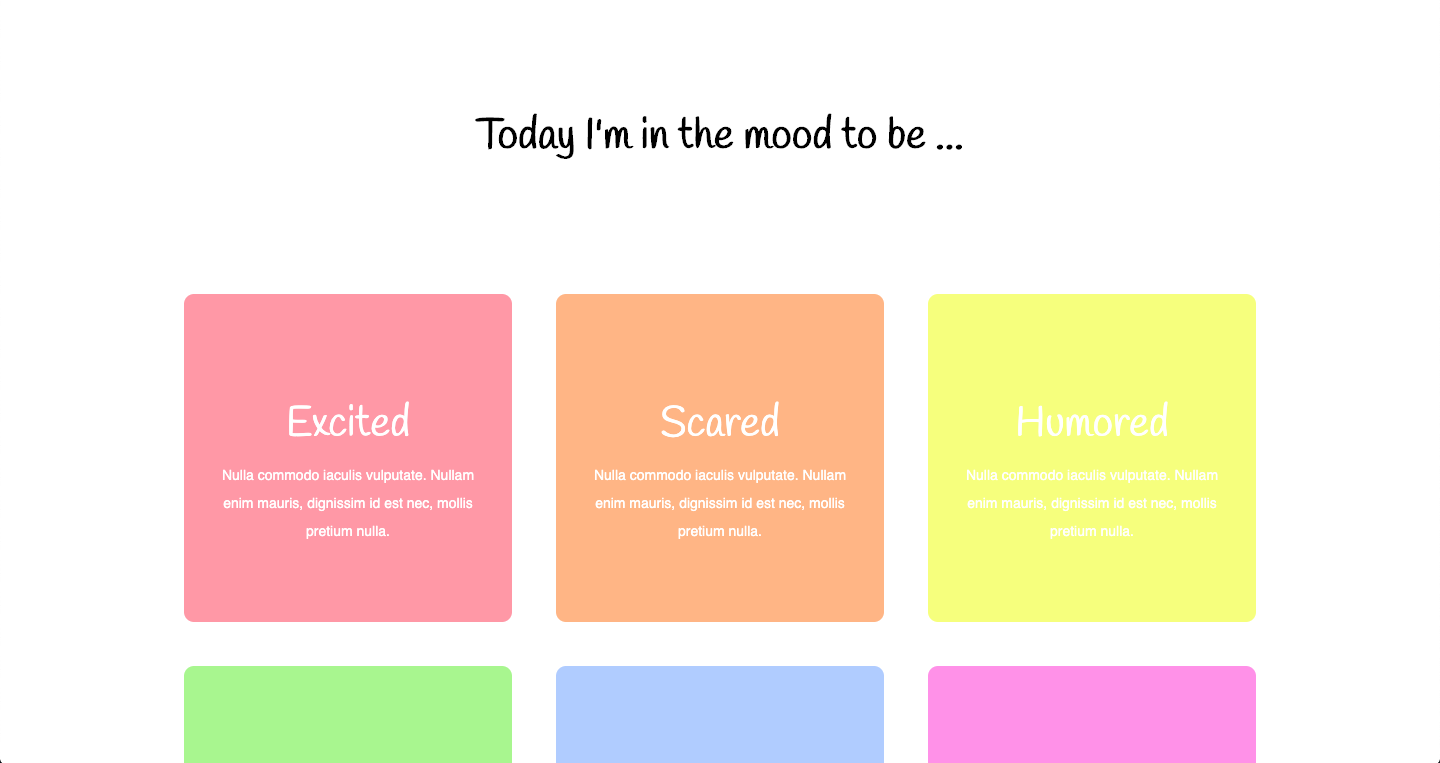 Today I'm in the mood to be ...
Excited
Nulla commodo iaculis vulputate. Nullam
enim mauris, dignissim id est nec, mollis
pretium nulla.
Scared
Nulla commodo iaculis vulputate. Nullam
enim mauris, dignissim id est nec, mollis
pretium nulla.
Humored
Nulla commodo iaculis vulputate. Nullam
enim mauris, dignissim id est nec, mollis
pretium nulla.